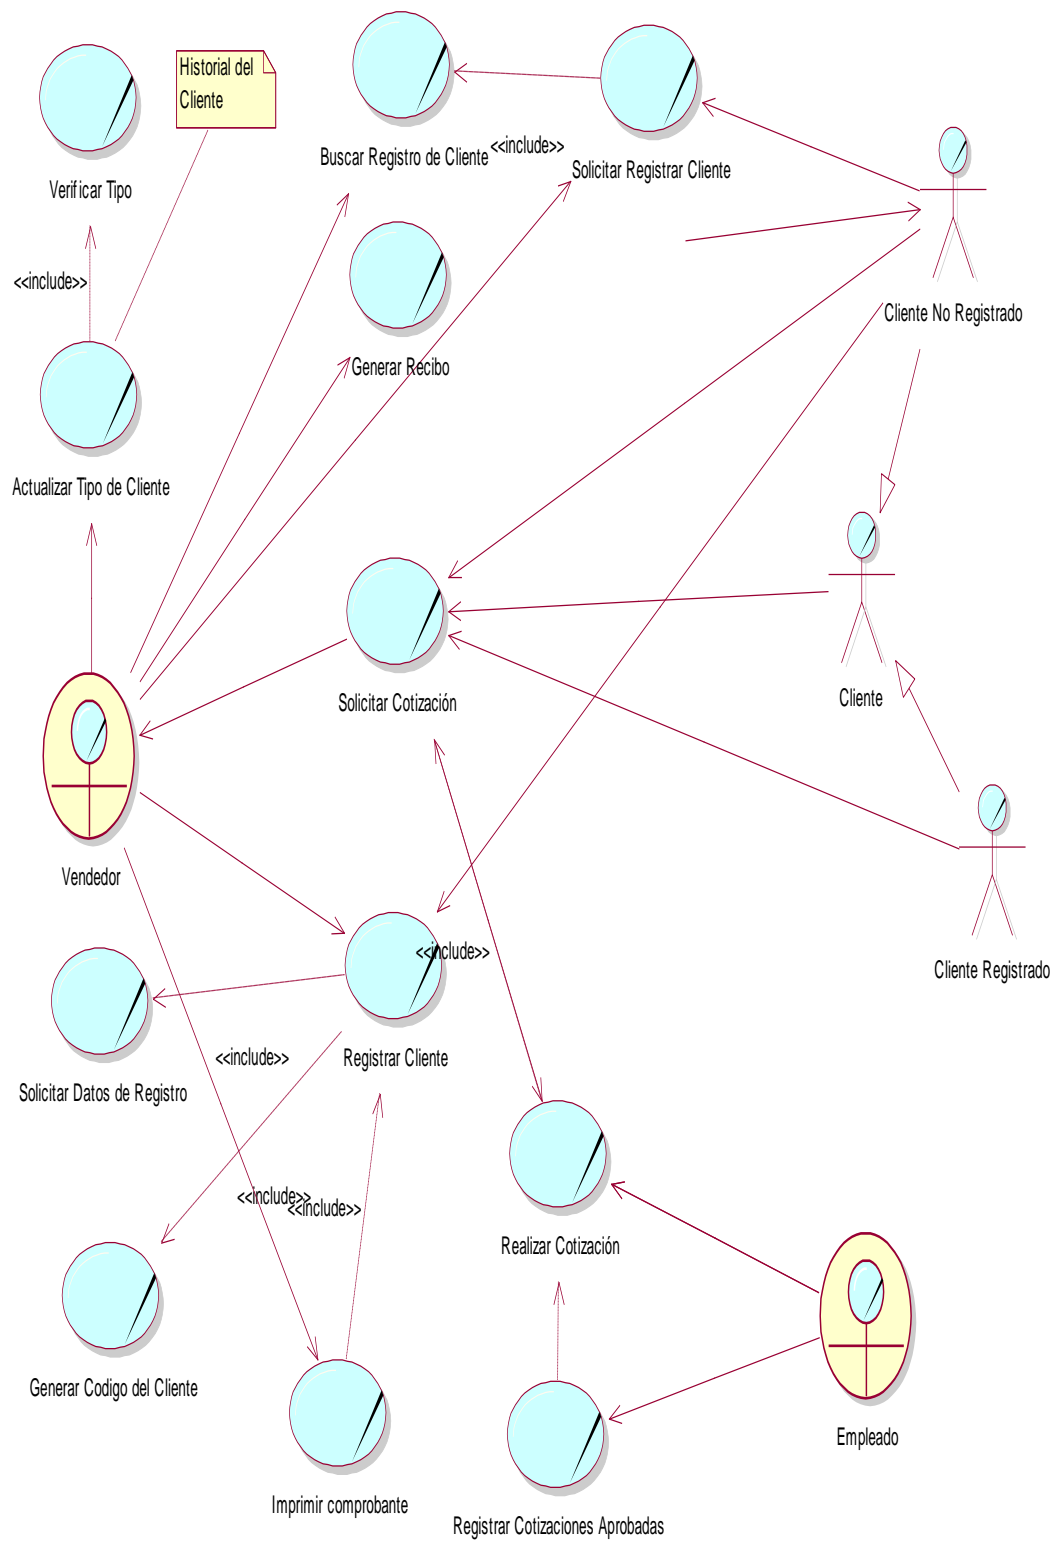 Historial del
Cliente
Verificar Tipo
Buscar Registro de Cliente
<<include>>
Solicitar Registrar Cliente
<<include>>
Cliente No Registrado
Generar Recibo
Actualizar Tipo de Cliente
Solicitar Cotización
Cliente
Vendedor
<<include>>
Cliente Registrado
Registrar Cliente
<<include>>
Solicitar Datos de Registro
<<include>>
<<include>>
Realizar Cotización
Generar Codigo del Cliente
Empleado
Imprimir comprobante
Registrar Cotizaciones Aprobadas